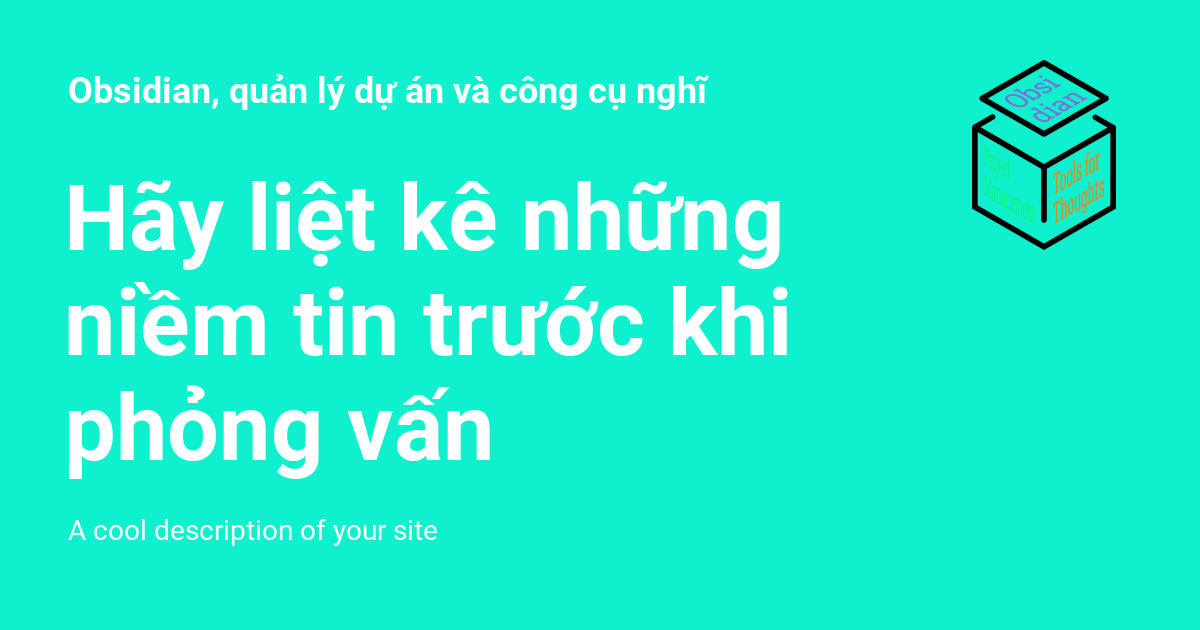 Obsidian, quản lý dự án và công cụ nghĩ
Hãy liệt kê những
niềm tin trước khi
phỏng vấn
A cool description of your site
Obsi
dian
Project
Management
Tools for
Thoughts